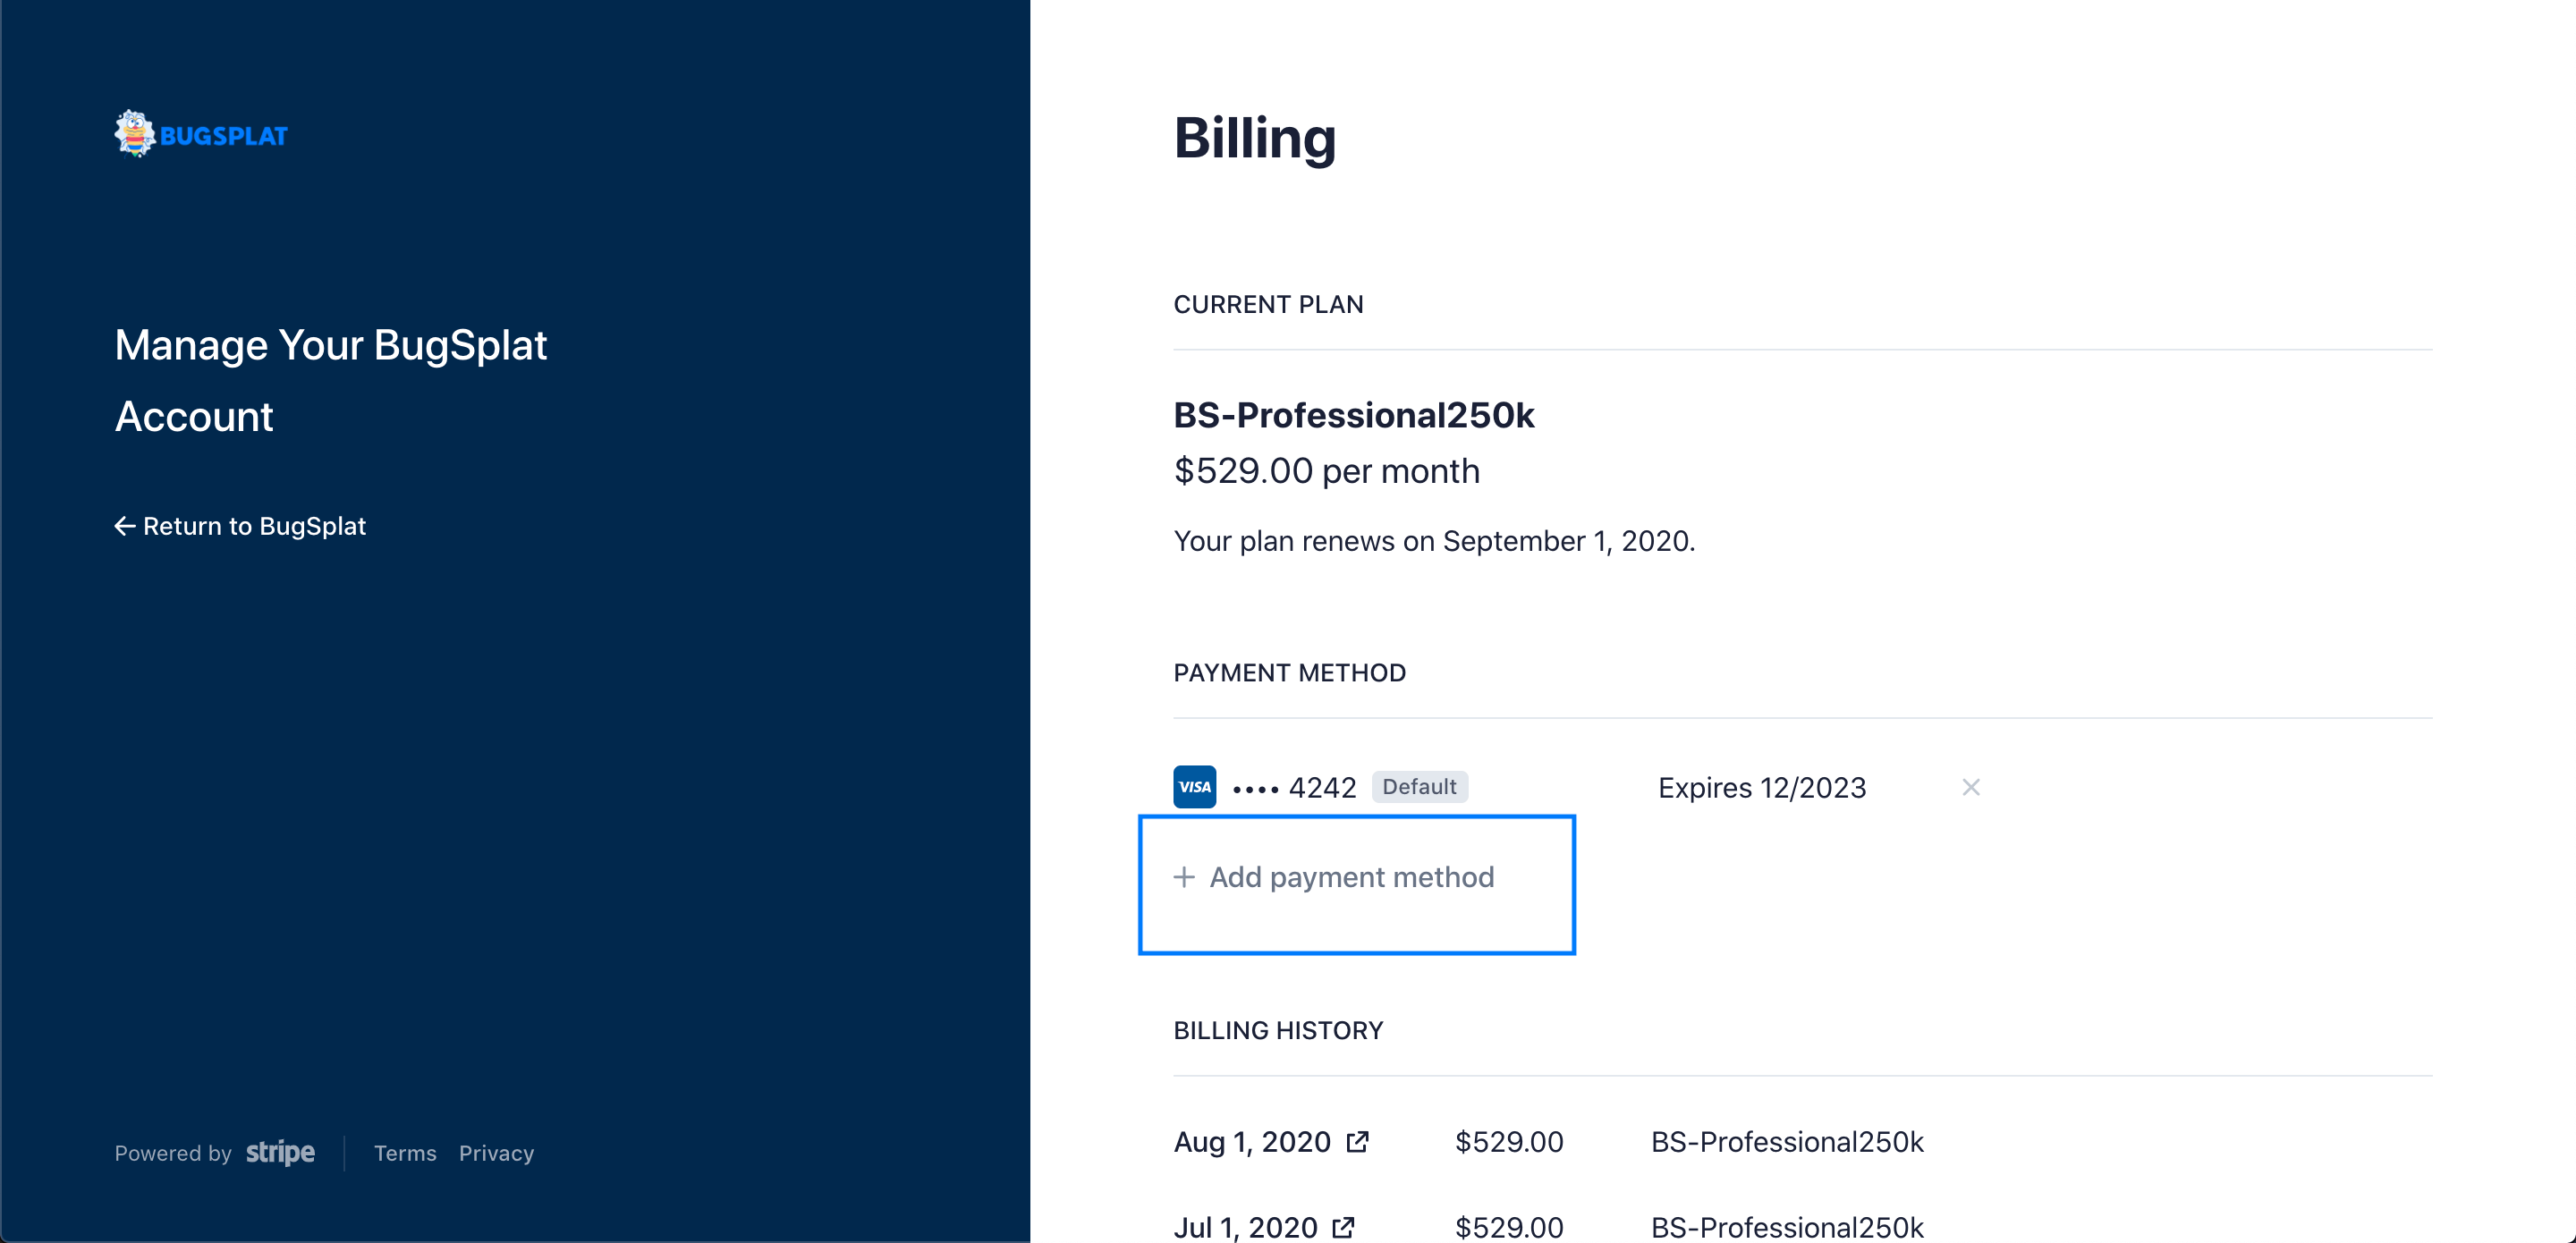 BUGSPLAT
Manage Your BugSplat
Account
← Return to BugSplat
Powered by stripe
Terms Privacy
Billing
CURRENT PLAN
BS-Professional250k
$529.00 per month
Your plan renews on September 1, 2020.
PAYMENT METHOD
VISA •••• 4242 Default Expires 12/2023 ×
+ Add payment method
BILLING HISTORY
Aug 1, 2020 $529.00 BS-Professional250k
Jul 1, 2020 $529.00 BS-Professional250k